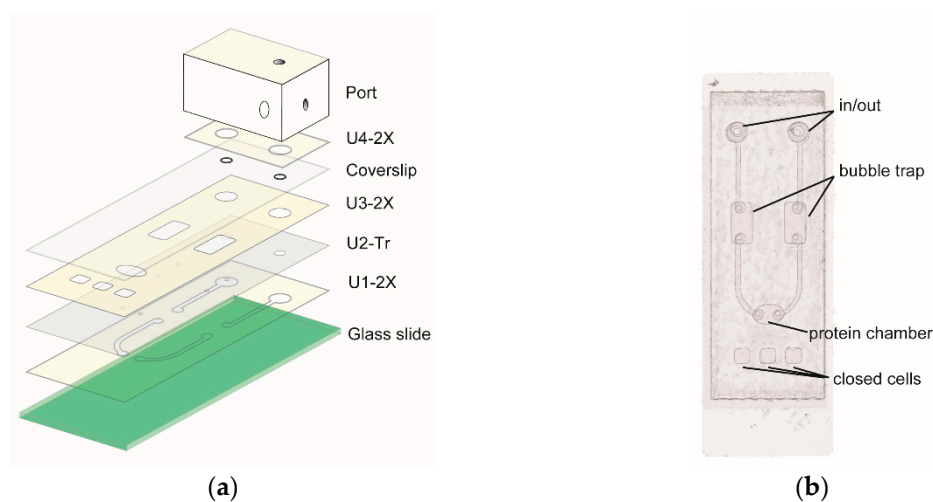 Port
U4-2X
Coverslip
U3-2X
U2-Tr
U1-2X
Glass slide
(a)
in/out
bubble trap
protein chamber
closed cells
(b)